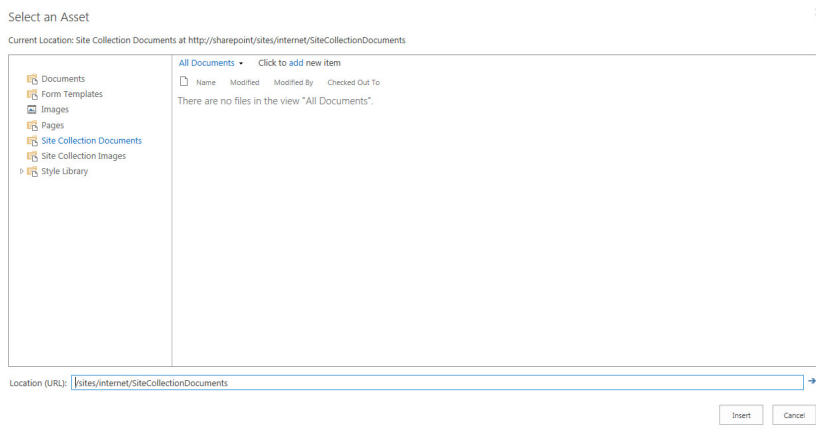 Select an Asset
Current Location: Site Collection Documents at http://sharepoint/sites/internet/SiteCollectionDocuments
All Documents Click to add new item
Name Modified Modified By Checked Out To
There are no files in the view "All Documents".
Documents
Form Templates
Images
Pages
Site Collection Documents
Site Collection Images
Style Library
Location (URL): /sites/internet/SiteCollectionDocuments
Insert Cancel